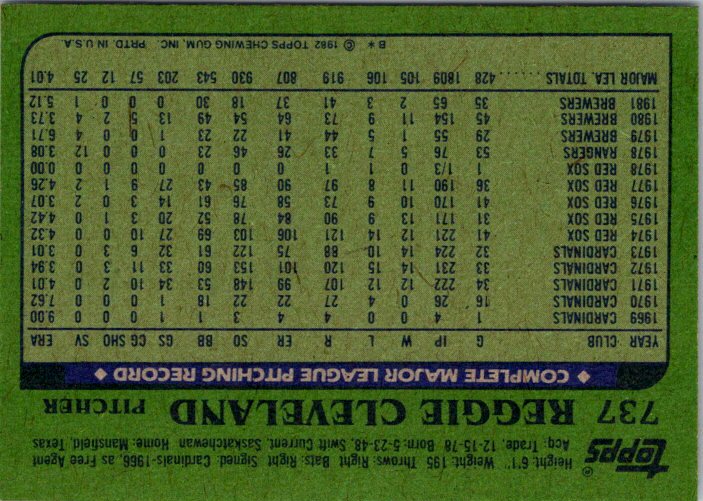 topps®
Height: 6'1" Weight: 195 Throws: Right Bats: Right Signed: Cardinals-1966, as Free Agent
Acq: Trade, 12-15-78 Born: 5-23-48, Swift Current, Saskatchewan Home: Mansfield, Texas
737 REGGIE CLEVELAND PITCHER
◆ COMPLETE MAJOR LEAGUE PITCHING RECORD ◆
YEAR CLUB G IP W L R ER SO BB GS CG SHO SV ERA
1969 CARDINALS 1 4 0 0 4 4 3 1 1 0 0 0 9.00
1970 CARDINALS 16 26 0 4 27 22 22 18 1 0 0 0 7.62
1971 CARDINALS 34 222 12 12 107 99 148 53 34 10 2 0 4.01
1972 CARDINALS 33 231 14 15 120 101 153 60 33 11 3 0 3.94
1973 CARDINALS 32 224 14 10 88 75 122 61 32 6 3 0 3.01
1974 RED SOX 41 221 12 14 121 106 103 69 27 10 0 0 4.32
1975 RED SOX 31 171 13 9 90 84 78 52 20 3 1 0 4.42
1976 RED SOX 41 170 10 9 73 58 76 61 14 3 0 2 3.07
1977 RED SOX 36 190 11 8 97 90 85 43 27 9 1 2 4.26
1978 RED SOX 1 1/3 0 1 1 0 0 0 0 0 0 0 0.00
1978 RANGERS 53 76 5 7 33 26 46 23 0 0 0 12 3.08
1979 BREWERS 29 55 1 5 44 41 22 23 1 0 0 4 6.71
1980 BREWERS 45 154 11 9 73 64 54 49 13 5 2 4 3.73
1981 BREWERS 35 65 2 3 41 37 18 30 0 0 0 1 5.12
MAJOR LEA. TOTALS......428 1809 105 106 919 807 930 543 203 57 12 25 4.01
B* © 1982 TOPPS CHEWING GUM, INC. PRTD. IN U.S.A.